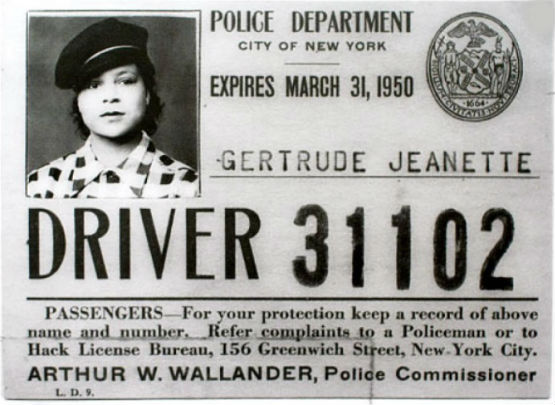 POLICE DEPARTMENT
CITY OF NEW YORK
EXPIRES MARCH 31, 1950
·1664·
GERTRUDE JEANETTE
DRIVER 31102
PASSENGERS—For your protection keep a record of above
name and number. Refer complaints to a Policeman or to
Hack License Bureau, 156 Greenwich Street, New York City.
ARTHUR W. WALLANDER, Police Commissioner
L. D. 9.